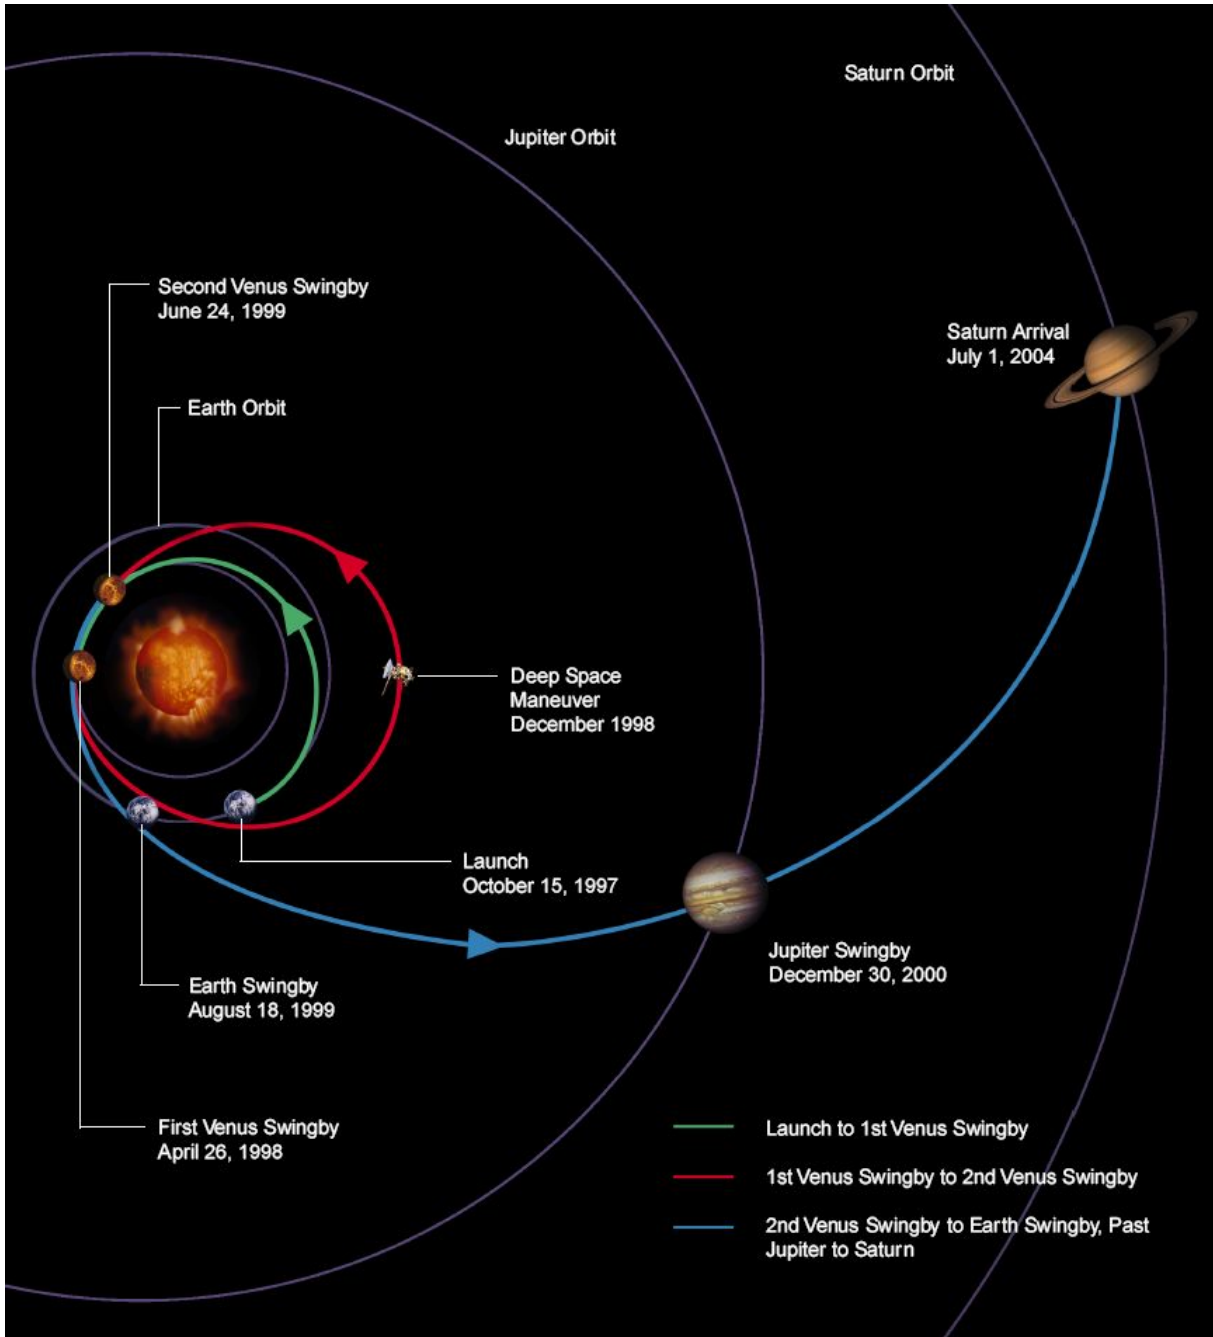 Saturn Orbit
Jupiter Orbit
Second Venus Swingby
June 24, 1999
Saturn Arrival
July 1, 2004
Earth Orbit
Deep Space
Maneuver
December 1998
Launch
October 15, 1997
Jupiter Swingby
December 30, 2000
Earth Swingby
August 18, 1999
First Venus Swingby
April 26, 1998
Launch to 1st Venus Swingby
1st Venus Swingby to 2nd Venus Swingby
2nd Venus Swingby to Earth Swingby, Past
Jupiter to Saturn